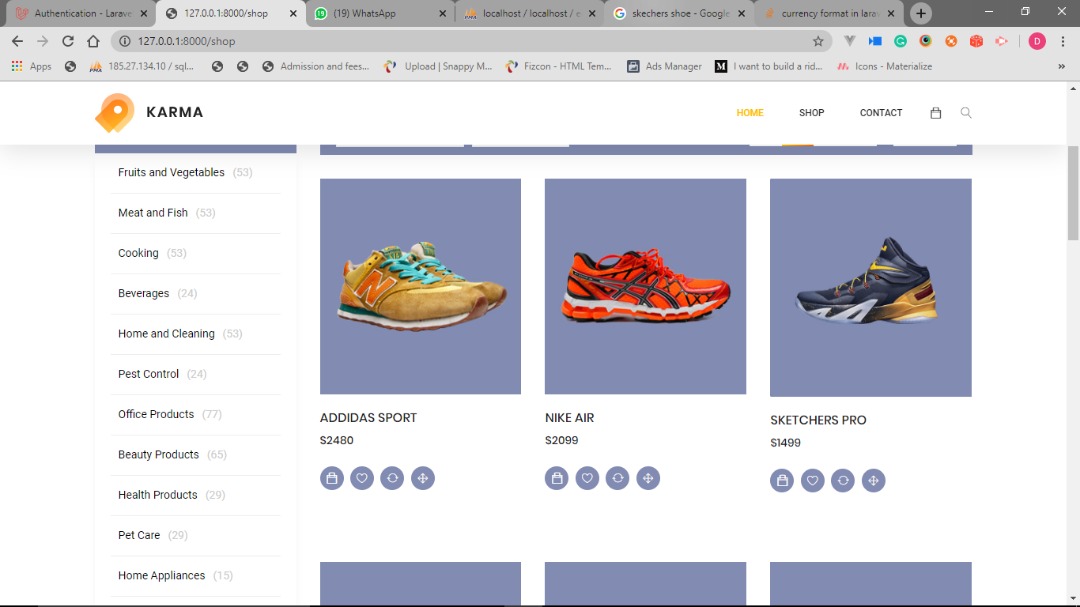 Authentication - Larave
127.0.0.1:8000/shop
(19) WhatsApp
localhost / localhost / e
skechers shoe - Google
currency format in larav
127.0.0.1:8000/shop
D
Apps
185.27.134.10 / sql...
Admission and fees...
Upload | Snappy M...
Fizcon - HTML Tem...
Ads Manager
I want to build a rid...
Icons - Materialize
»
KARMA
HOME
SHOP
CONTACT
Fruits and Vegetables (53)
Meat and Fish (53)
Cooking (53)
Beverages (24)
Home and Cleaning (53)
Pest Control (24)
Office Products (77)
Beauty Products (65)
Health Products (29)
Pet Care (29)
Home Appliances (15)
ADDIDAS SPORT
$2480
NIKE AIR
$2099
SKETCHERS PRO
$1499